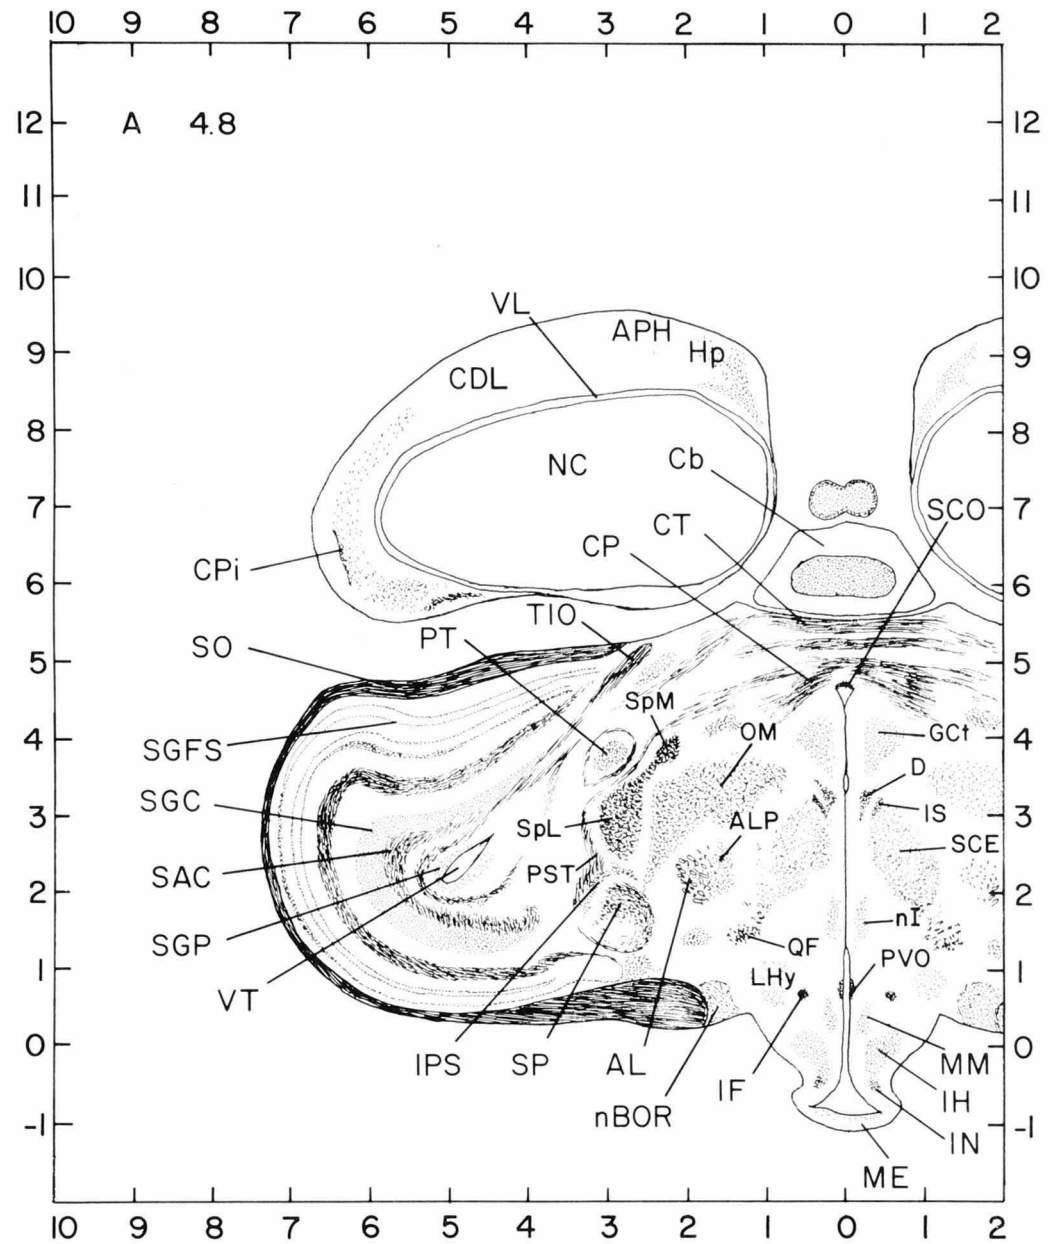 10 9 8 7 6 5 4 3 2 1 0 1 2
A 4.8
12 12
11 11
10 10
VL
APH
9 Hp 9
CDL
8 8
NC Cb
7 SCO 7
CT
CP
CPi
6 6
TIO
PT
SO
5 5
SpM
SGFS 4 OM GCt 4
D
SGC IS
3 SpL ALP 3
SCE
SAC PST
2 2
nI
SGP QF PVO
1 LHy 1
VT
0 0
IPS SP AL MM
IF IH
nBOR
-1 -1
IN
ME
10 9 8 7 6 5 4 3 2 1 0 1 2